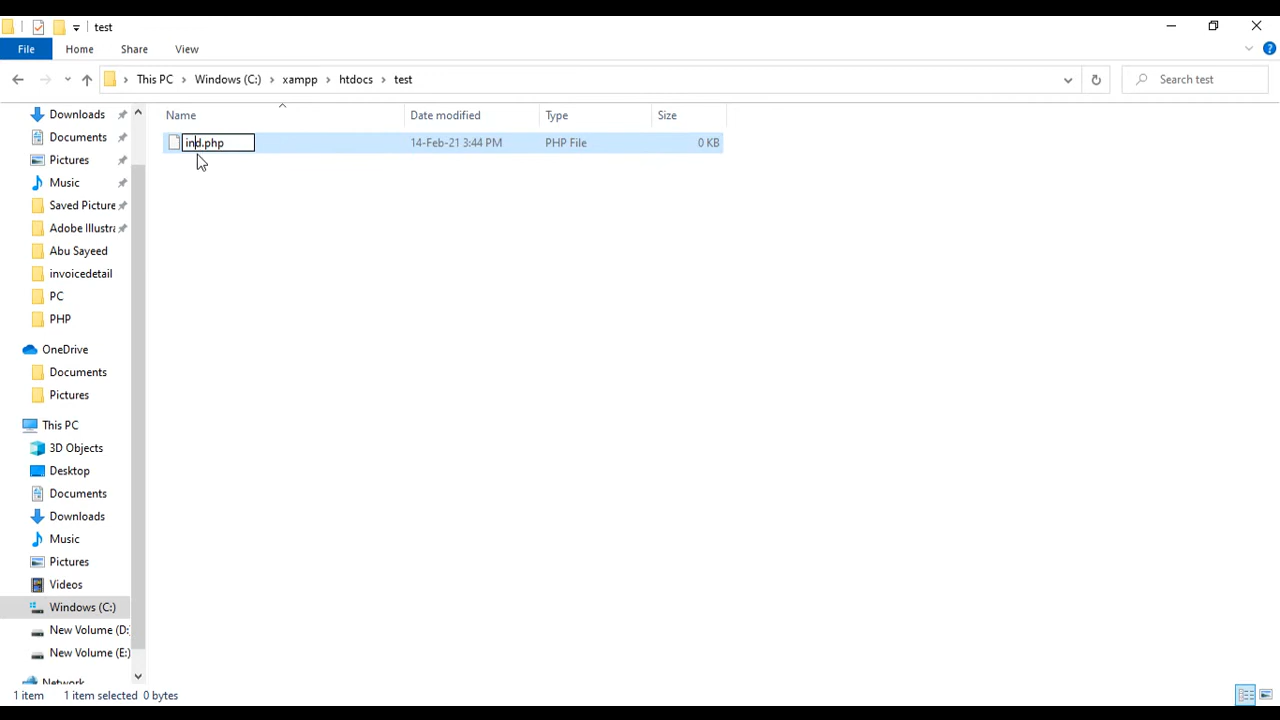 test
File Home Share View
This PC Windows (C:) xampp htdocs test Search test
Name Date modified Type Size
ind.php 14-Feb-21 3:44 PM PHP File 0 KB
Downloads
Documents
Pictures
Music
Saved Picture
Adobe Illustra
Abu Sayeed
invoicedetail
PC
PHP
OneDrive
Documents
Pictures
This PC
3D Objects
Desktop
Documents
Downloads
Music
Pictures
Videos
Windows (C:)
New Volume (D:
New Volume (E:)
Network
1 item 1 item selected 0 bytes